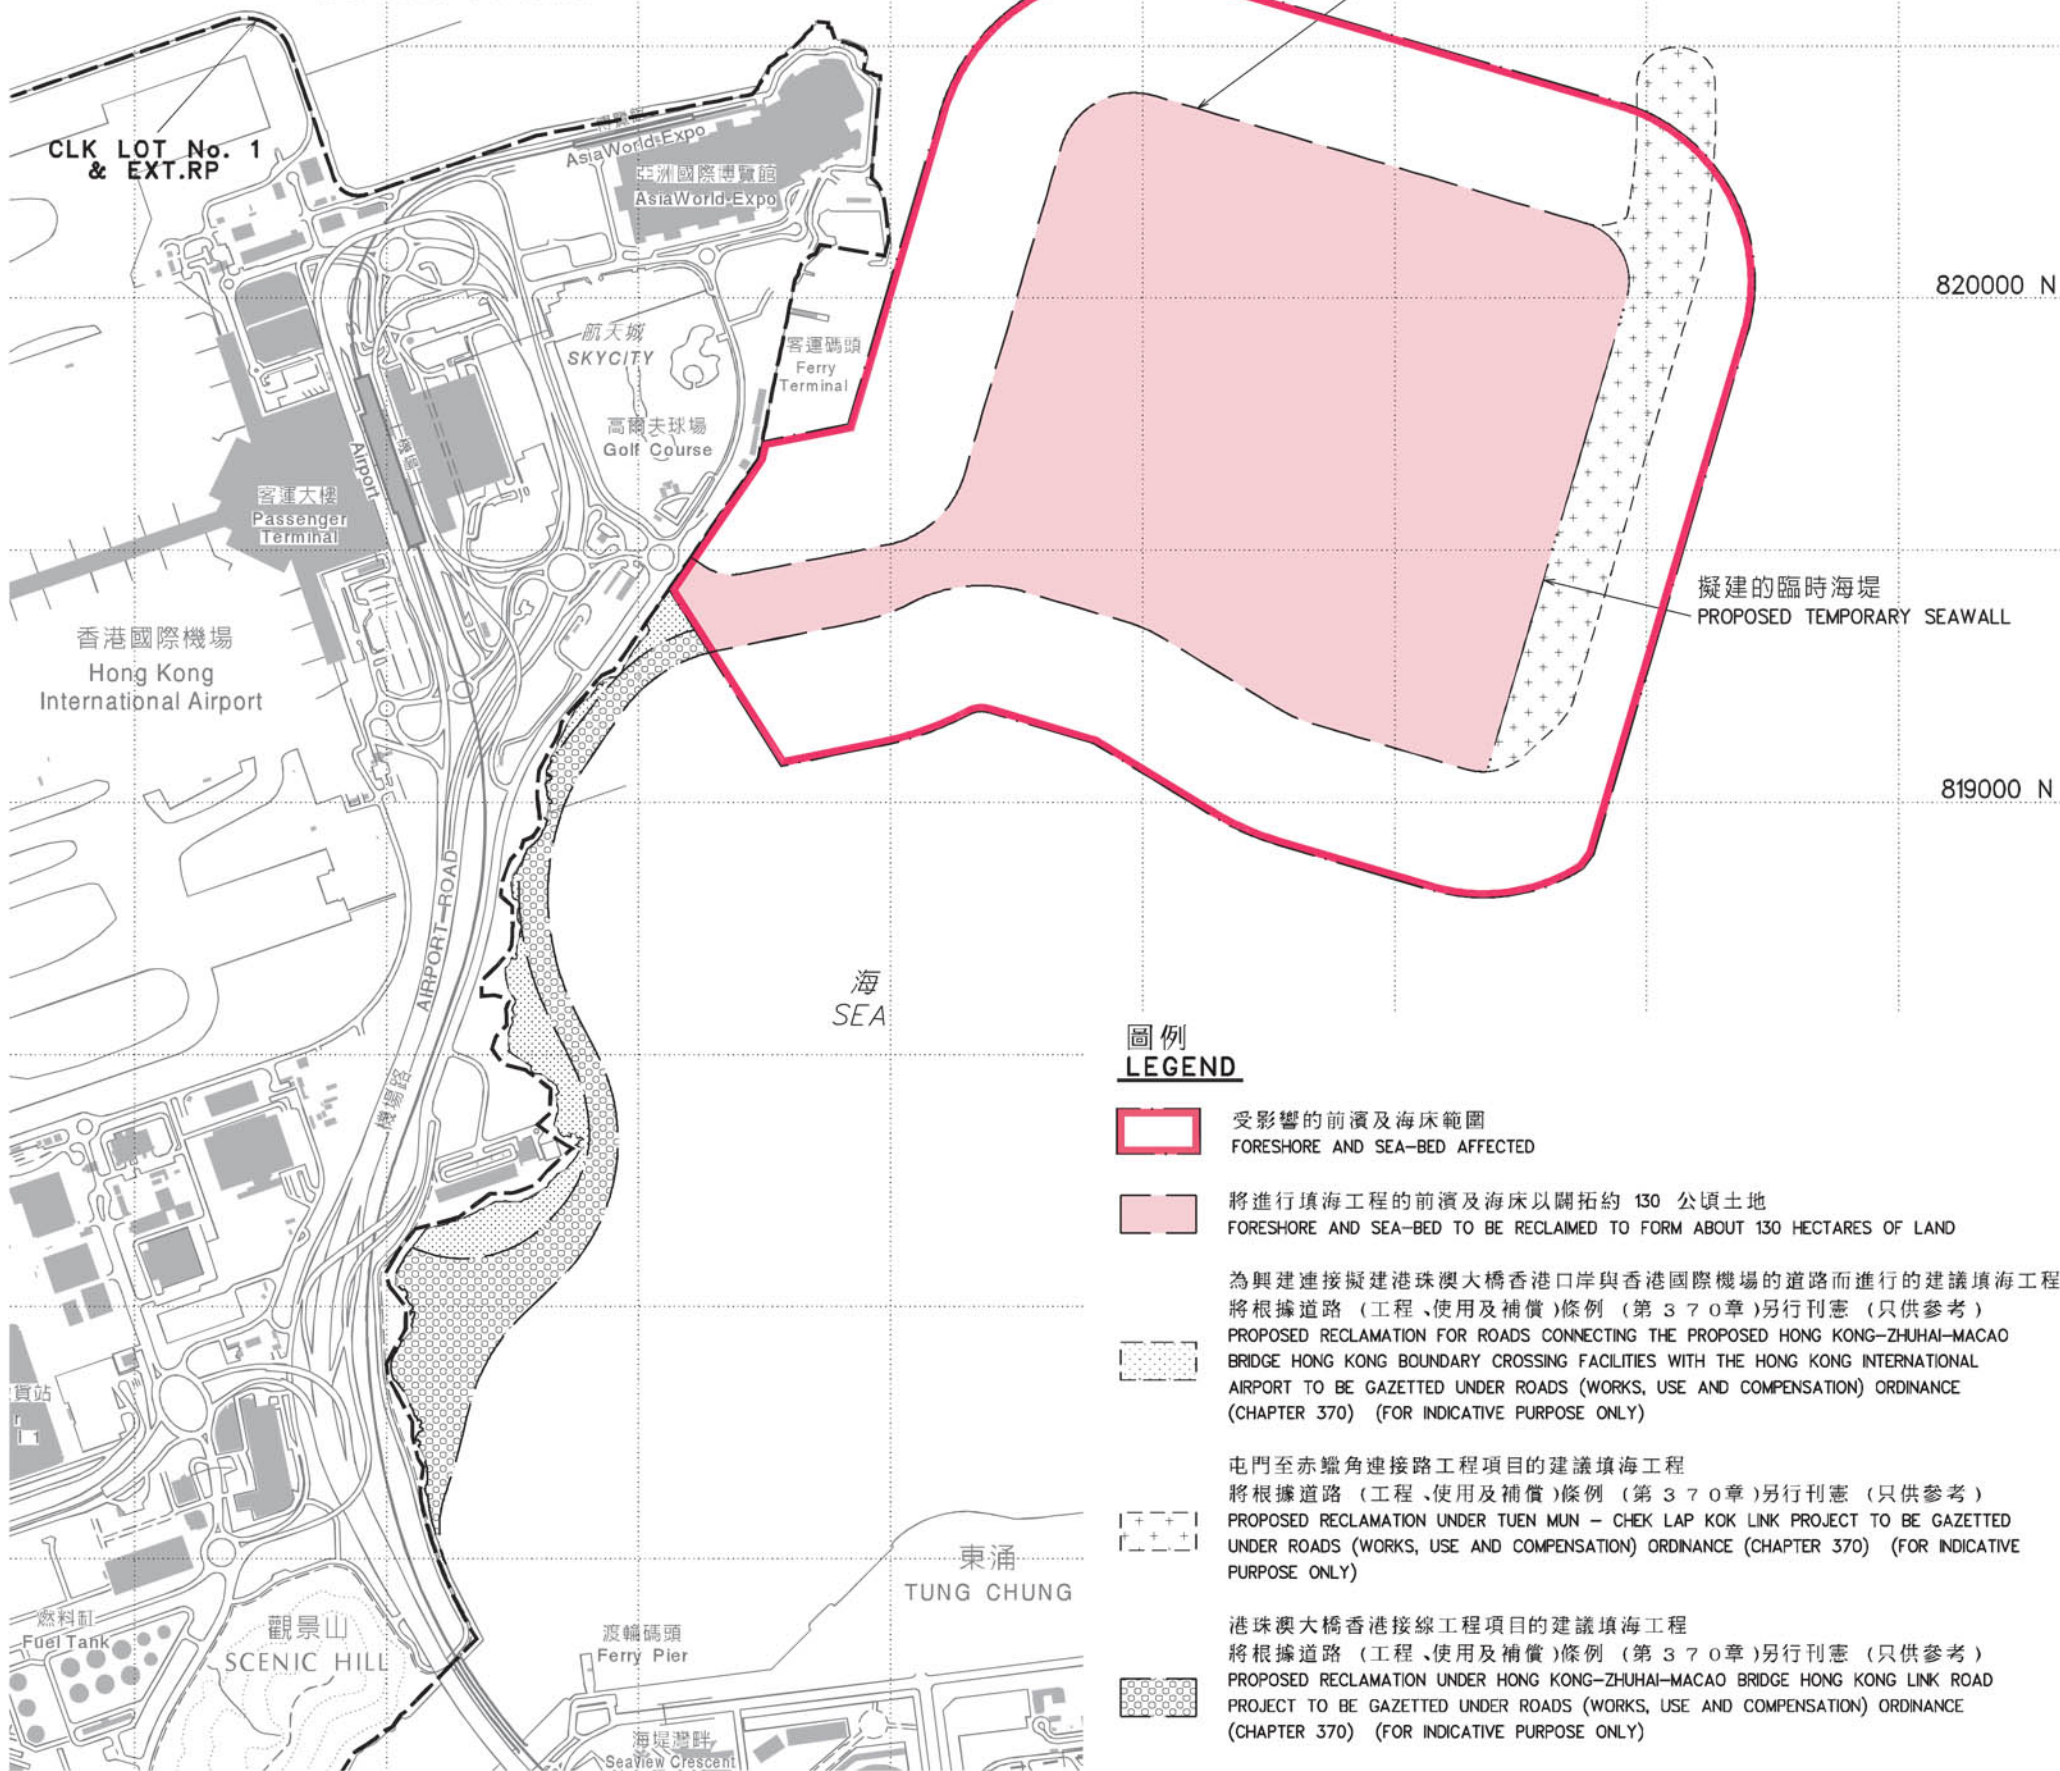 CLK LOT No. 1
& EXT.RP
博覽館
AsiaWorld-Expo
亞洲國際博覽館
AsiaWorld-Expo
820000 N
航天城
SKYCITY
客運碼頭
Ferry
Terminal
高爾夫球場
Golf Course
機場
Airport
客運大樓
Passenger
Terminal
擬建的臨時海堤
PROPOSED TEMPORARY SEAWALL
香港國際機場
Hong Kong
International Airport
819000 N
AIRPORT ROAD
機場路
海
SEA
圖例
LEGEND
受影響的前濱及海床範圍
FORESHORE AND SEA-BED AFFECTED
將進行填海工程的前濱及海床以開拓約 130 公頃土地
FORESHORE AND SEA-BED TO BE RECLAIMED TO FORM ABOUT 130 HECTARES OF LAND
為興建連接擬建港珠澳大橋香港口岸與香港國際機場的道路而進行的建議填海工程
將根據道路 (工程、使用及補償)條例 (第 3 7 0章)另行刊憲 (只供參考)
PROPOSED RECLAMATION FOR ROADS CONNECTING THE PROPOSED HONG KONG-ZHUHAI-MACAO
BRIDGE HONG KONG BOUNDARY CROSSING FACILITIES WITH THE HONG KONG INTERNATIONAL
AIRPORT TO BE GAZETTED UNDER ROADS (WORKS, USE AND COMPENSATION) ORDINANCE
(CHAPTER 370) (FOR INDICATIVE PURPOSE ONLY)
屯門至赤鱲角連接路工程項目的建議填海工程
將根據道路 (工程、使用及補償)條例 (第 3 7 0章)另行刊憲 (只供參考)
PROPOSED RECLAMATION UNDER TUEN MUN - CHEK LAP KOK LINK PROJECT TO BE GAZETTED
UNDER ROADS (WORKS, USE AND COMPENSATION) ORDINANCE (CHAPTER 370) (FOR INDICATIVE
PURPOSE ONLY)
港珠澳大橋香港接線工程項目的建議填海工程
將根據道路 (工程、使用及補償)條例 (第 3 7 0章)另行刊憲 (只供參考)
PROPOSED RECLAMATION UNDER HONG KONG-ZHUHAI-MACAO BRIDGE HONG KONG LINK ROAD
PROJECT TO BE GAZETTED UNDER ROADS (WORKS, USE AND COMPENSATION) ORDINANCE
(CHAPTER 370) (FOR INDICATIVE PURPOSE ONLY)
貨站
r
l 1
東涌
TUNG CHUNG
燃料缸
Fuel Tank
觀景山
SCENIC HILL
渡輪碼頭
Ferry Pier
海堤灣畔
Seaview Crescent